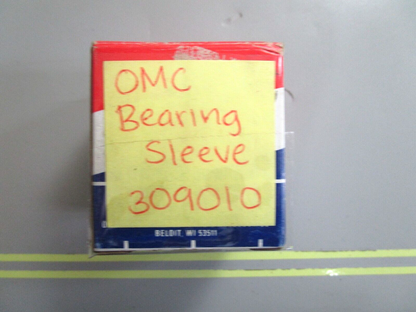 OMC
Bearing
Sleeve
309010
BELOIT, WI 53511